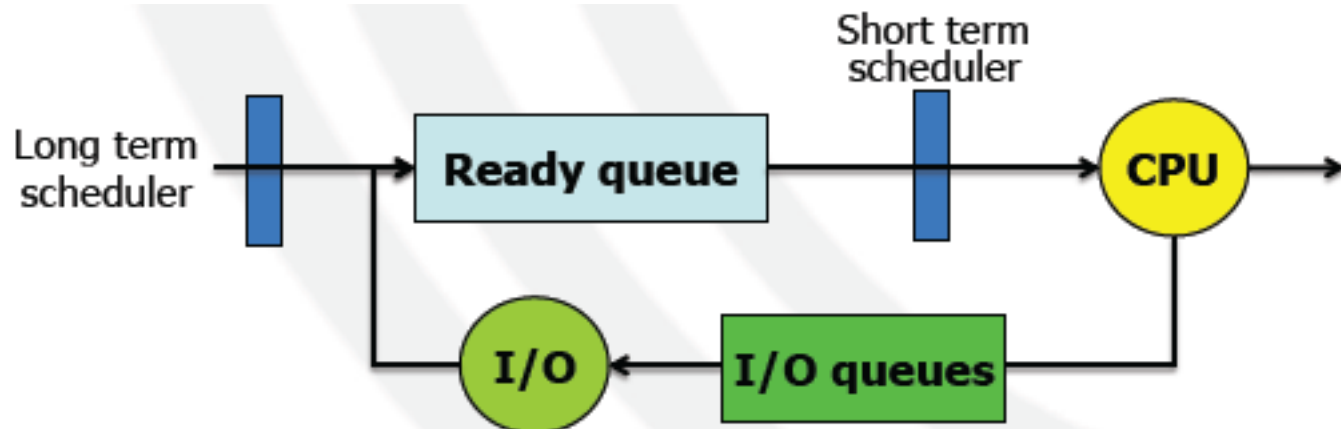 Short term
scheduler
Long term
scheduler
Ready queue
CPU
I/O
I/O queues